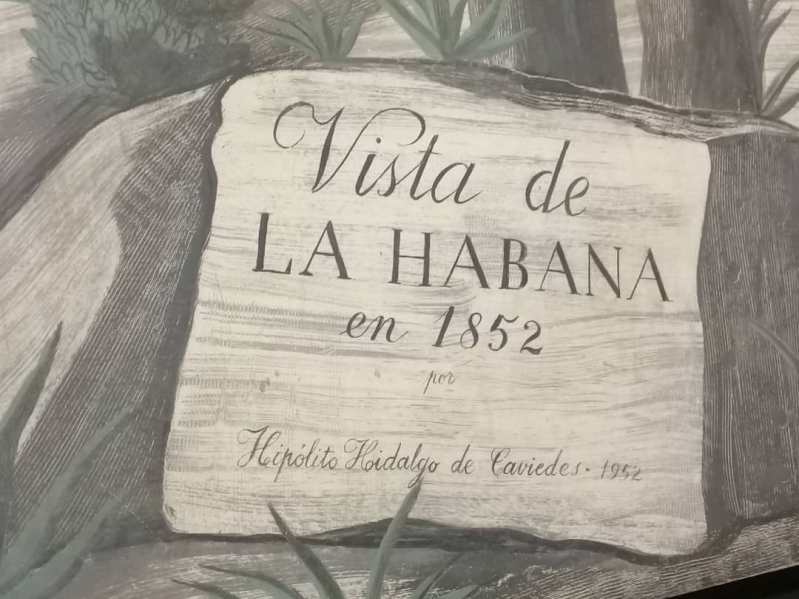 Vista de
LA HABANA
en 1852
por
Hipólito Hidalgo de Caviedes. 1952